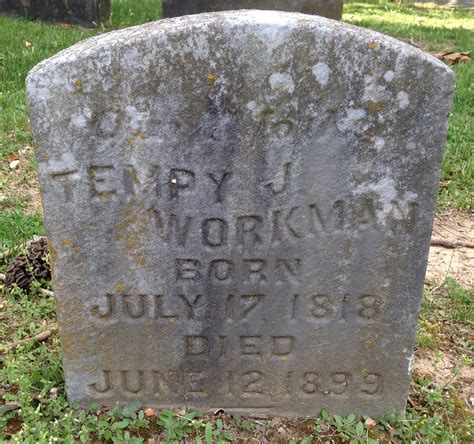 TEMPY J
WORKMAN
BORN
JULY 17 1818
DIED
JUNE 12 1899